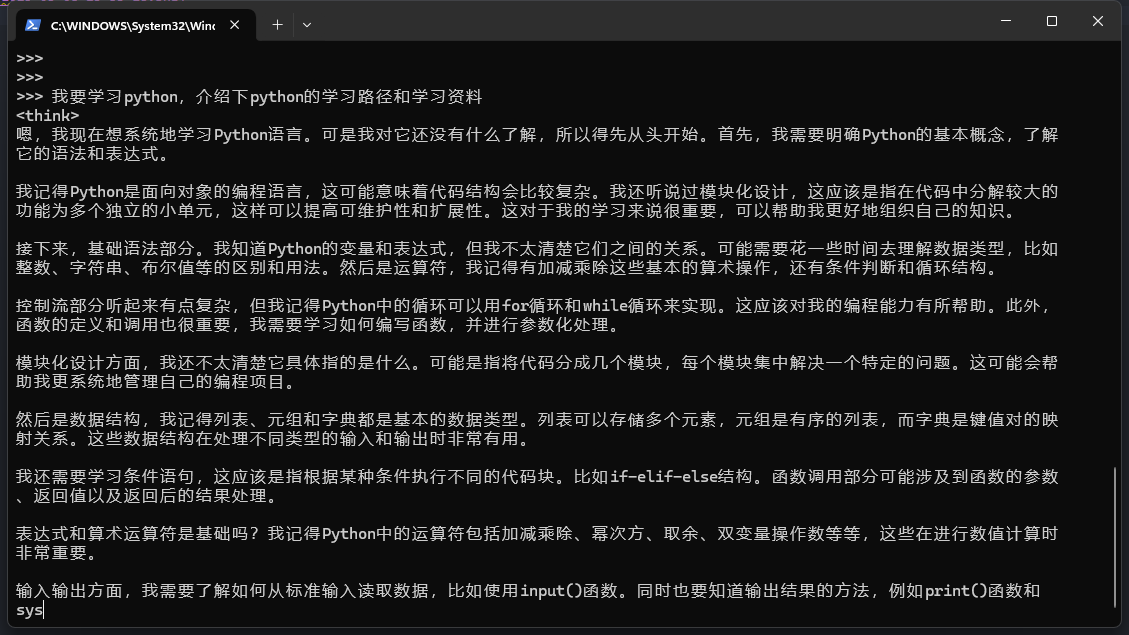 C:\WINDOWS\System32\Winc
>>>
>>>
>>> 我要学习python，介绍下python的学习路径和学习资料
<think>
嗯，我现在想系统地学习Python语言。可是我对它还没有什么了解，所以得先从头开始。首先，我需要明确Python的基本概念，了解
它的语法和表达式。
我记得Python是面向对象的编程语言，这可能意味着代码结构会比较复杂。我还听说过模块化设计，这应该是指在代码中分解较大的
功能为多个独立的小单元，这样可以提高可维护性和扩展性。这对于我的学习来说很重要，可以帮助我更好地组织自己的知识。
接下来，基础语法部分。我知道Python的变量和表达式，但我不太清楚它们之间的关系。可能需要花一些时间去理解数据类型，比如
整数、字符串、布尔值等的区别和用法。然后是运算符，我记得有加减乘除这些基本的算术操作，还有条件判断和循环结构。
控制流部分听起来有点复杂，但我记得Python中的循环可以用for循环和while循环来实现。这应该对我的编程能力有所帮助。此外，
函数的定义和调用也很重要，我需要学习如何编写函数，并进行参数化处理。
模块化设计方面，我还不太清楚它具体指的是什么。可能是指将代码分成几个模块，每个模块集中解决一个特定的问题。这可能会帮
助我更系统地管理自己的编程项目。
然后是数据结构，我记得列表、元组和字典都是基本的数据类型。列表可以存储多个元素，元组是有序的列表，而字典是键值对的映
射关系。这些数据结构在处理不同类型的输入和输出时非常有用。
我还需要学习条件语句，这应该是指根据某种条件执行不同的代码块。比如if-elif-else结构。函数调用部分可能涉及到函数的参数
、返回值以及返回后的结果处理。
表达式和算术运算符是基础吗？我记得Python中的运算符包括加减乘除、幂次方、取余、双变量操作数等等，这些在进行数值计算时
非常重要。
输入输出方面，我需要了解如何从标准输入读取数据，比如使用input()函数。同时也要知道输出结果的方法，例如print()函数和
sys